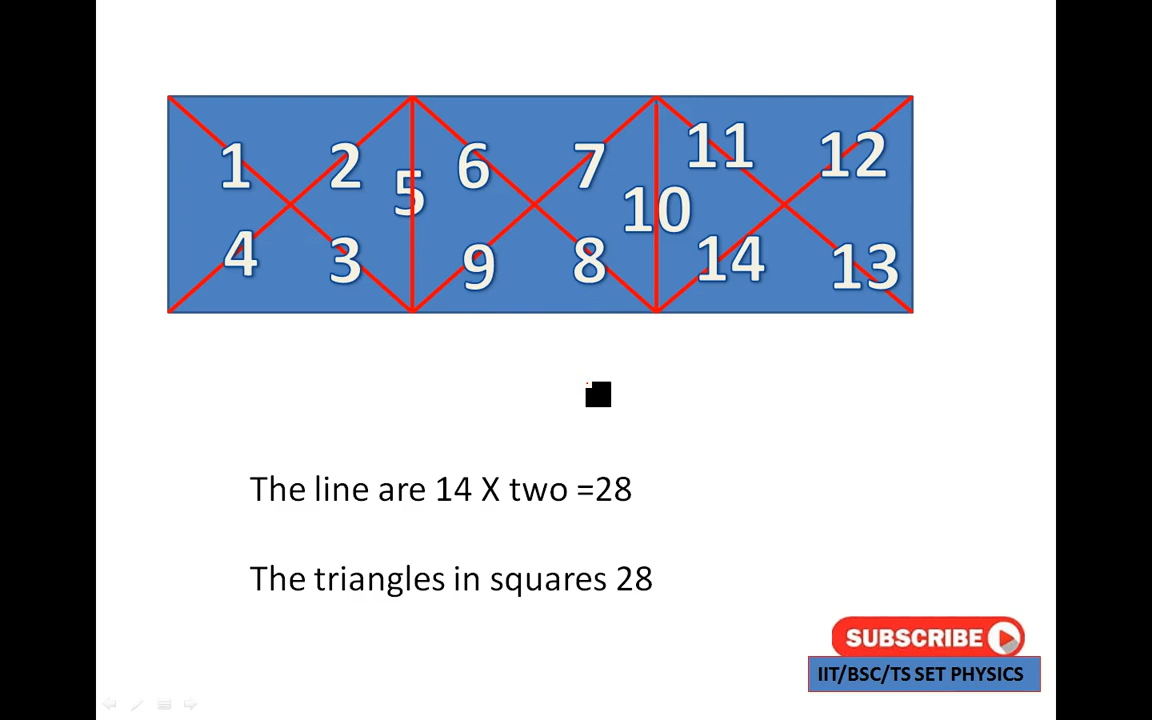 1 2 5 6 7 10 11 12
4 3 9 8 14 13
The line are 14 X two =28
The triangles in squares 28
SUBSCRIBE
IIT/BSC/TS SET PHYSICS